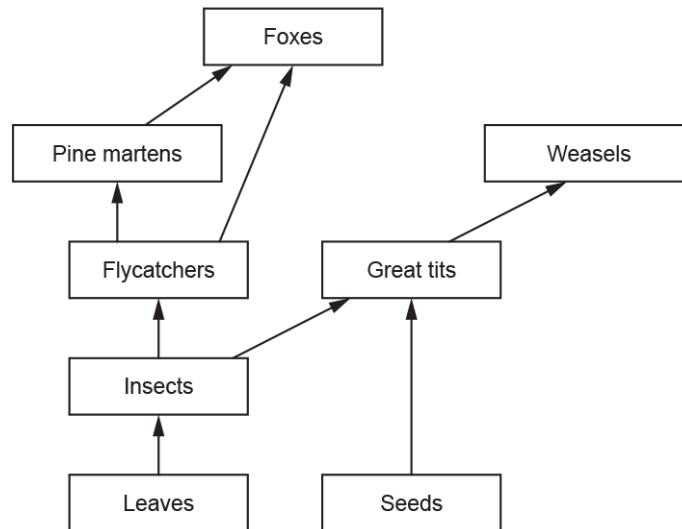 Foxes
Pine martens
Weasels
Flycatchers
Great tits
Insects
Leaves
Seeds